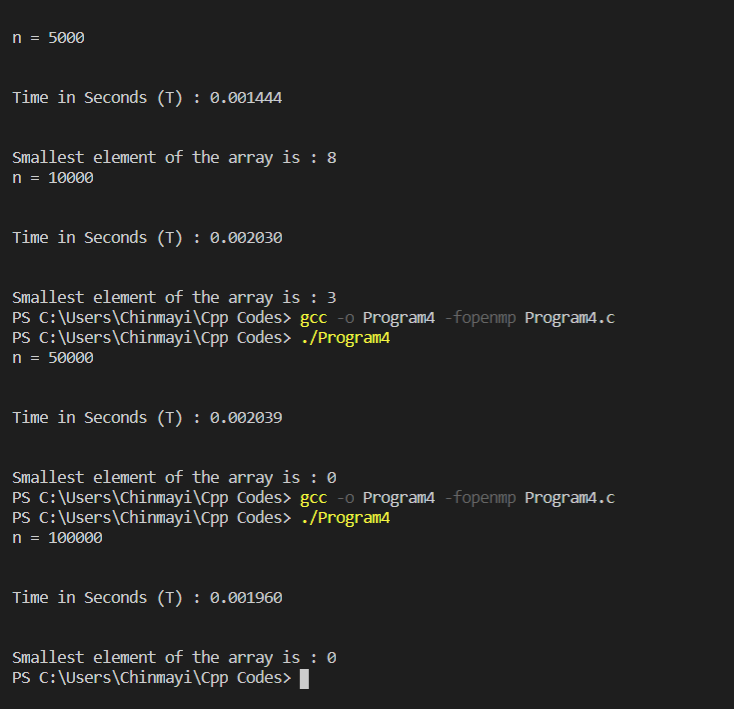 n = 5000
Time in Seconds (T) : 0.001444
Smallest element of the array is : 8
n = 10000
Time in Seconds (T) : 0.002030
Smallest element of the array is : 3
PS C:\Users\Chinmayi\Cpp Codes> gcc -o Program4 -fopenmp Program4.c
PS C:\Users\Chinmayi\Cpp Codes> ./Program4
n = 50000
Time in Seconds (T) : 0.002039
Smallest element of the array is : 0
PS C:\Users\Chinmayi\Cpp Codes> gcc -o Program4 -fopenmp Program4.c
PS C:\Users\Chinmayi\Cpp Codes> ./Program4
n = 100000
Time in Seconds (T) : 0.001960
Smallest element of the array is : 0
PS C:\Users\Chinmayi\Cpp Codes>